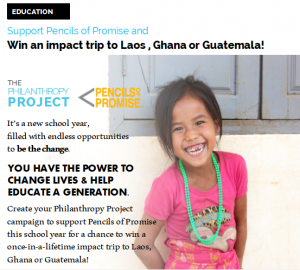 EDUCATION
Support Pencils of Promise and
Win an impact trip to Laos , Ghana or Guatemala!
THE
PHILANTHROPY
PROJECT
PENCILS OF
PROMISE
It's a new school year,
filled with endless opportunities
to be the change.
YOU HAVE THE POWER TO
CHANGE LIVES & HELP
EDUCATE A GENERATION.
Create your Philanthropy Project
campaign to support Pencils of Promise
this school year for a chance to win a
once-in-a-lifetime impact trip to Laos,
Ghana or Guatemala!